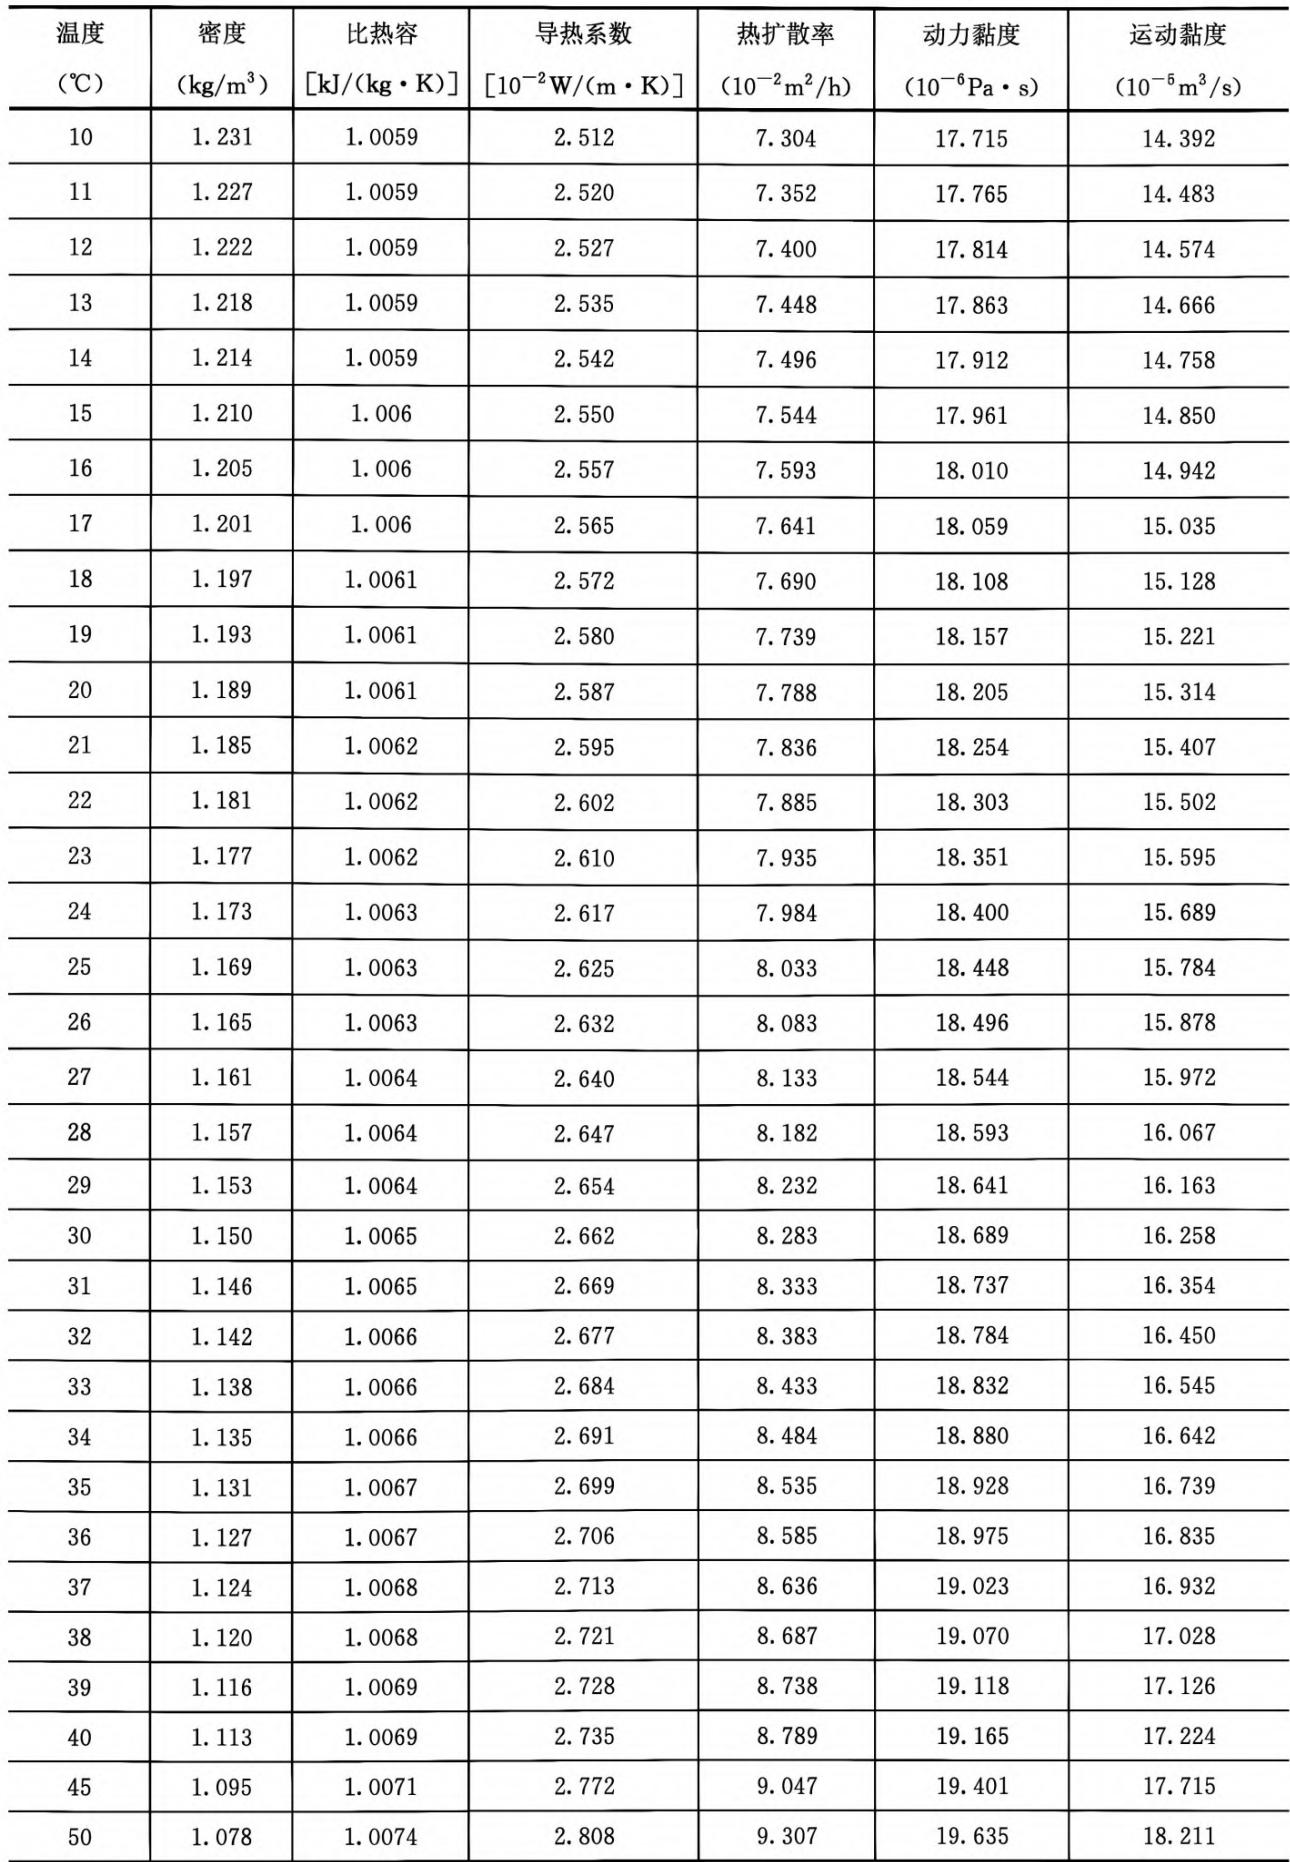 温度 密度 比热容 导热系数 热扩散率 动力黏度 运动黏度
(℃) (kg/m³) [kJ/(kg·K)] [10⁻²W/(m·K)] (10⁻²m²/h) (10⁻⁶Pa·s) (10⁻⁵m³/s)
10 1.231 1.0059 2.512 7.304 17.715 14.392
11 1.227 1.0059 2.520 7.352 17.765 14.483
12 1.222 1.0059 2.527 7.400 17.814 14.574
13 1.218 1.0059 2.535 7.448 17.863 14.666
14 1.214 1.0059 2.542 7.496 17.912 14.758
15 1.210 1.006 2.550 7.544 17.961 14.850
16 1.205 1.006 2.557 7.593 18.010 14.942
17 1.201 1.006 2.565 7.641 18.059 15.035
18 1.197 1.0061 2.572 7.690 18.108 15.128
19 1.193 1.0061 2.580 7.739 18.157 15.221
20 1.189 1.0061 2.587 7.788 18.205 15.314
21 1.185 1.0062 2.595 7.836 18.254 15.407
22 1.181 1.0062 2.602 7.885 18.303 15.502
23 1.177 1.0062 2.610 7.935 18.351 15.595
24 1.173 1.0063 2.617 7.984 18.400 15.689
25 1.169 1.0063 2.625 8.033 18.448 15.784
26 1.165 1.0063 2.632 8.083 18.496 15.878
27 1.161 1.0064 2.640 8.133 18.544 15.972
28 1.157 1.0064 2.647 8.182 18.593 16.067
29 1.153 1.0064 2.654 8.232 18.641 16.163
30 1.150 1.0065 2.662 8.283 18.689 16.258
31 1.146 1.0065 2.669 8.333 18.737 16.354
32 1.142 1.0066 2.677 8.383 18.784 16.450
33 1.138 1.0066 2.684 8.433 18.832 16.545
34 1.135 1.0066 2.691 8.484 18.880 16.642
35 1.131 1.0067 2.699 8.535 18.928 16.739
36 1.127 1.0067 2.706 8.585 18.975 16.835
37 1.124 1.0068 2.713 8.636 19.023 16.932
38 1.120 1.0068 2.721 8.687 19.070 17.028
39 1.116 1.0069 2.728 8.738 19.118 17.126
40 1.113 1.0069 2.735 8.789 19.165 17.224
45 1.095 1.0071 2.772 9.047 19.401 17.715
50 1.078 1.0074 2.808 9.307 19.635 18.211